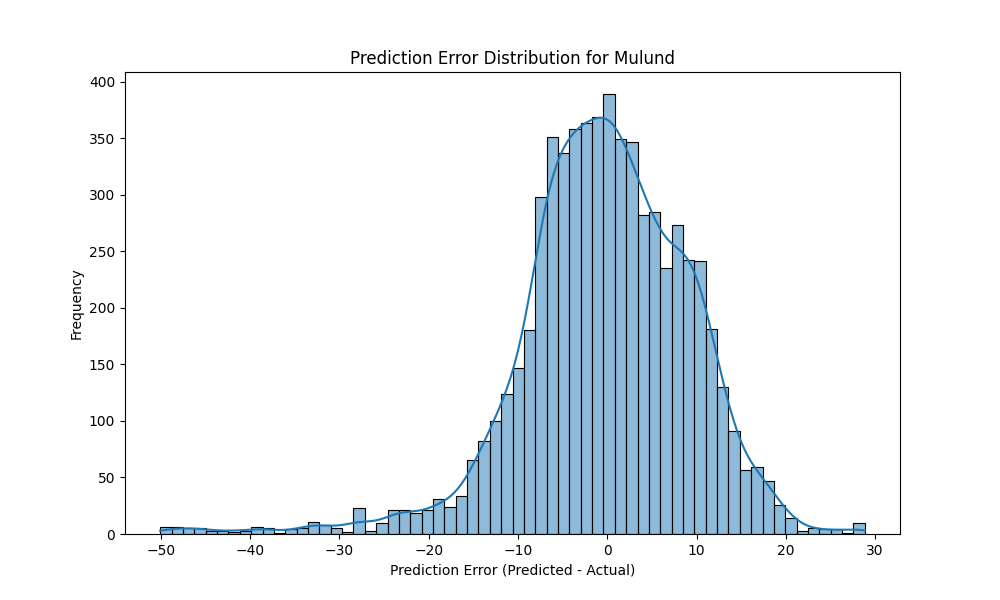 Prediction Error Distribution for Mulund
400
350
300
250
200
150
100
50
0
Frequency
−50 −40 −30 −20 −10 0 10 20 30
Prediction Error (Predicted - Actual)